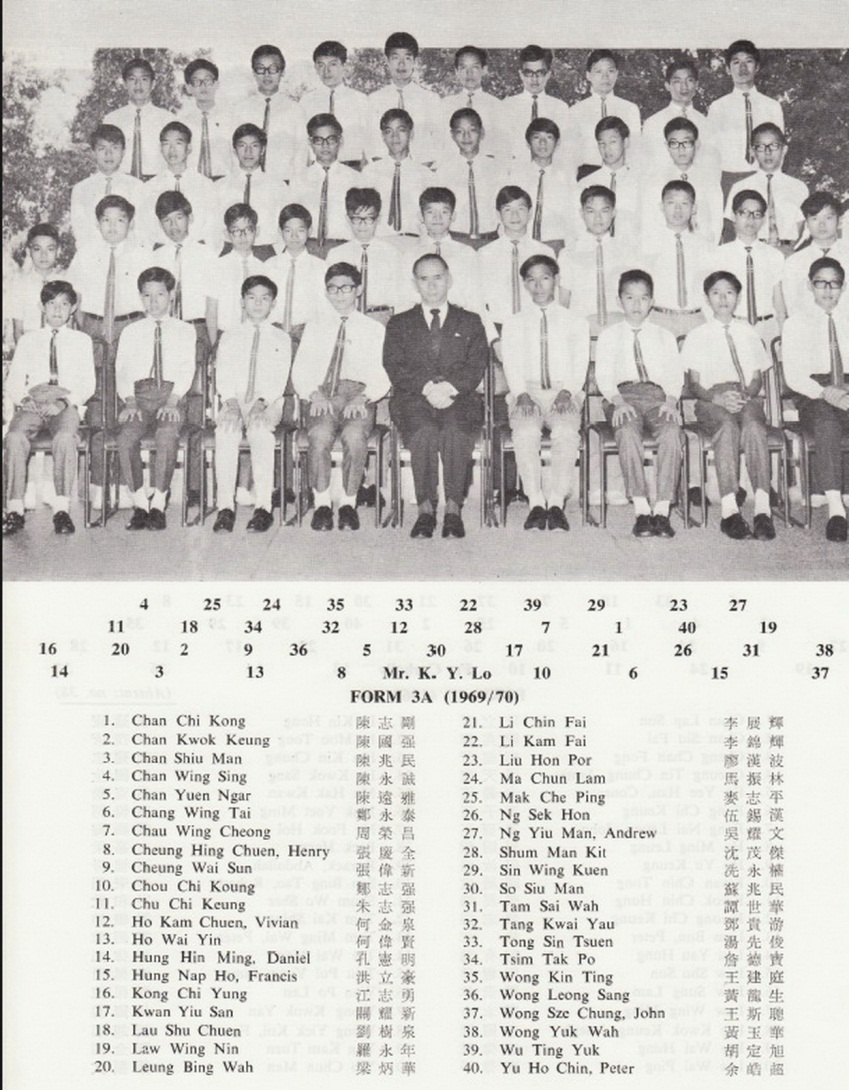 4 25 24 35 33 22 39 29 23 27
11 18 34 32 12 28 7 1 40 19
16 20 2 9 36 5 30 17 21 26 31 38
14 3 13 8 Mr. K. Y. Lo 10 6 15 37
FORM 3A (1969/70)
1. Chan Chi Kong 陳志剛
2. Chan Kwok Keung 陳國强
3. Chan Shiu Man 陳兆民
4. Chan Wing Sing 陳永誠
5. Chan Yuen Ngar 陳遠雅
6. Chang Wing Tai 鄭永泰
7. Chau Wing Cheong 周榮昌
8. Cheung Hing Chuen, Henry 張慶全
9. Cheung Wai Sun 張偉新
10. Chou Chi Koung 鄒志强
11. Chu Chi Keung 朱志强
12. Ho Kam Chuen, Vivian 何金泉
13. Ho Wai Yin 何偉賢
14. Hung Hin Ming, Daniel 孔憲明
15. Hung Nap Ho, Francis 洪立豪
16. Kong Chi Yung 江志勇
17. Kwan Yiu San 關耀新
18. Lau Shu Chuen 劉樹泉
19. Law Wing Nin 羅永年
20. Leung Bing Wah 梁炳華
21. Li Chin Fai 李展輝
22. Li Kam Fai 李錦輝
23. Liu Hon Por 廖漢波
24. Ma Chun Lam 馬振林
25. Mak Che Ping 麥志平
26. Ng Sek Hon 伍錫漢
27. Ng Yiu Man, Andrew 吳耀文
28. Shum Man Kit 沈茂傑
29. Sin Wing Kuen 冼永權
30. So Siu Man 蘇兆民
31. Tam Sai Wah 譚世華
32. Tang Kwai Yau 鄧貴游
33. Tong Sin Tsuen 湯先俊
34. Tsim Tak Po 詹德寶
35. Wong Kin Ting 王建庭
36. Wong Leong Sang 黃龍生
37. Wong Sze Chung, John 王斯聰
38. Wong Yuk Wah 黃玉華
39. Wu Ting Yuk 胡定旭
40. Yu Ho Chin, Peter 余皓超